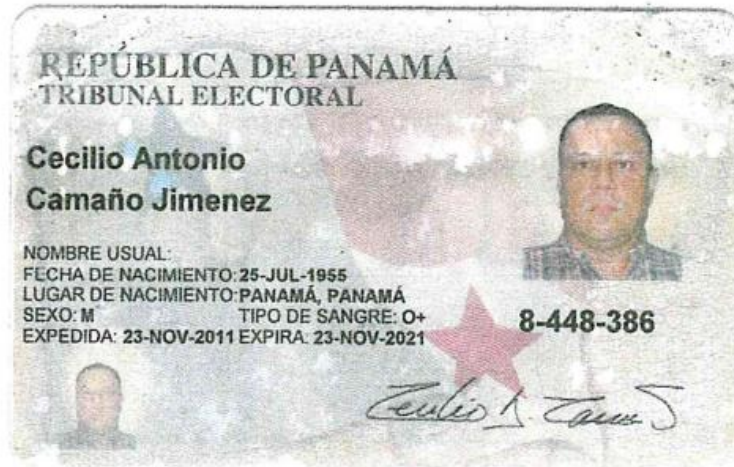 REPÚBLICA DE PANAMÁ
TRIBUNAL ELECTORAL
Cecilio Antonio
Camaño Jimenez
NOMBRE USUAL:
FECHA DE NACIMIENTO: 25-JUL-1955
LUGAR DE NACIMIENTO: PANAMÁ, PANAMÁ
SEXO: M TIPO DE SANGRE: O+
EXPEDIDA: 23-NOV-2011 EXPIRA: 23-NOV-2021
8-448-386